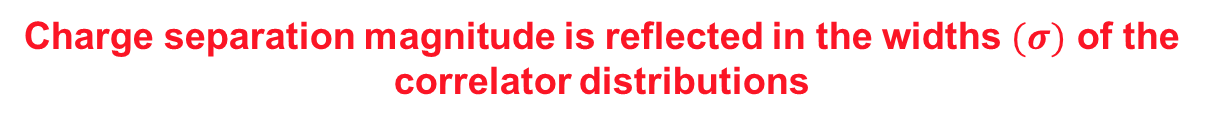 Charge separation magnitude is reflected in the widths (σ) of the
correlator distributions